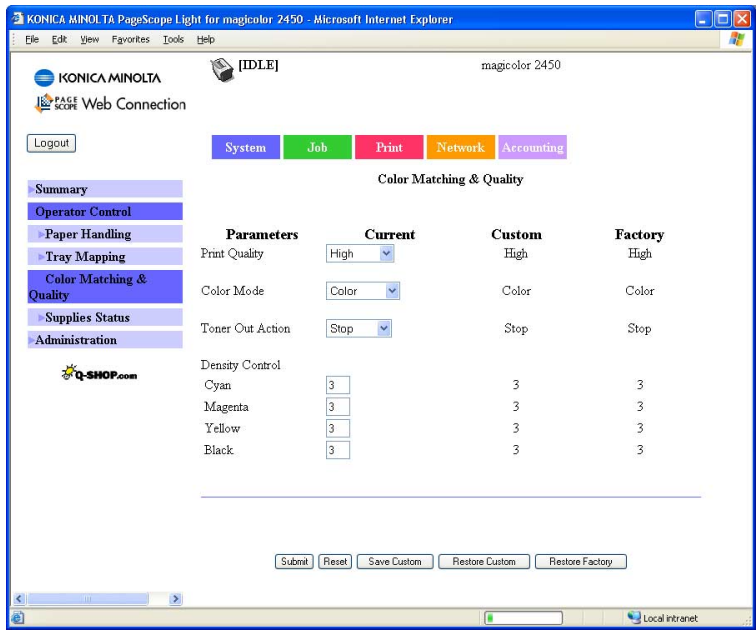 KONICA MINOLTA PageScope Light for magicolor 2450 - Microsoft Internet Explorer
File Edit View Favorites Tools Help
KONICA MINOLTA
[IDLE]
magicolor 2450
PAGE SCOPE Web Connection
Logout
System Job Print Network Accounting
Color Matching & Quality
Summary
Operator Control
Paper Handling
Tray Mapping
Color Matching &
Quality
Supplies Status
Administration
Q-SHOP.com
Parameters Current Custom Factory
Print Quality High High High
Color Mode Color Color Color
Toner Out Action Stop Stop Stop
Density Control
Cyan 3 3 3
Magenta 3 3 3
Yellow 3 3 3
Black 3 3 3
Submit Reset Save Custom Restore Custom Restore Factory
Local intranet